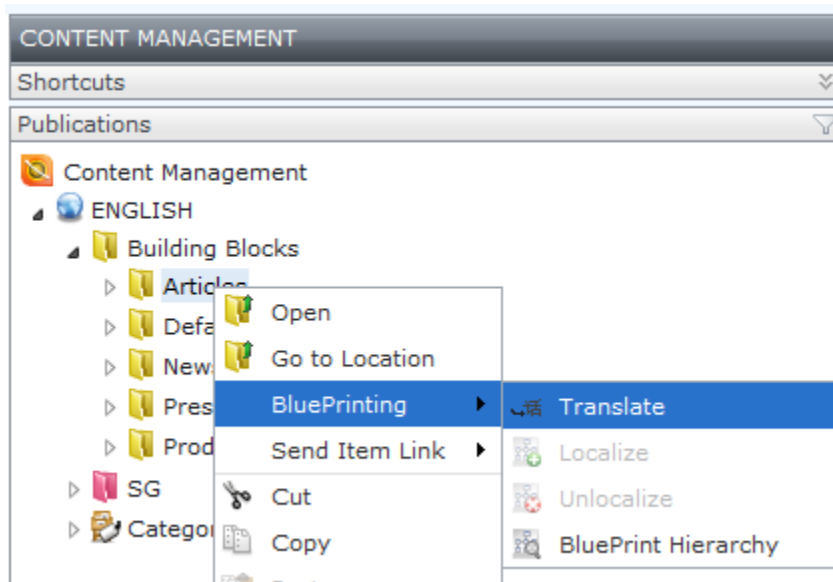 CONTENT MANAGEMENT
Shortcuts
Publications
Content Management
ENGLISH
Building Blocks
Articles
Open
Go to Location
BluePrinting
Translate
Send Item Link
Localize
SG
Cut
Unlocalize
Copy
BluePrint Hierarchy